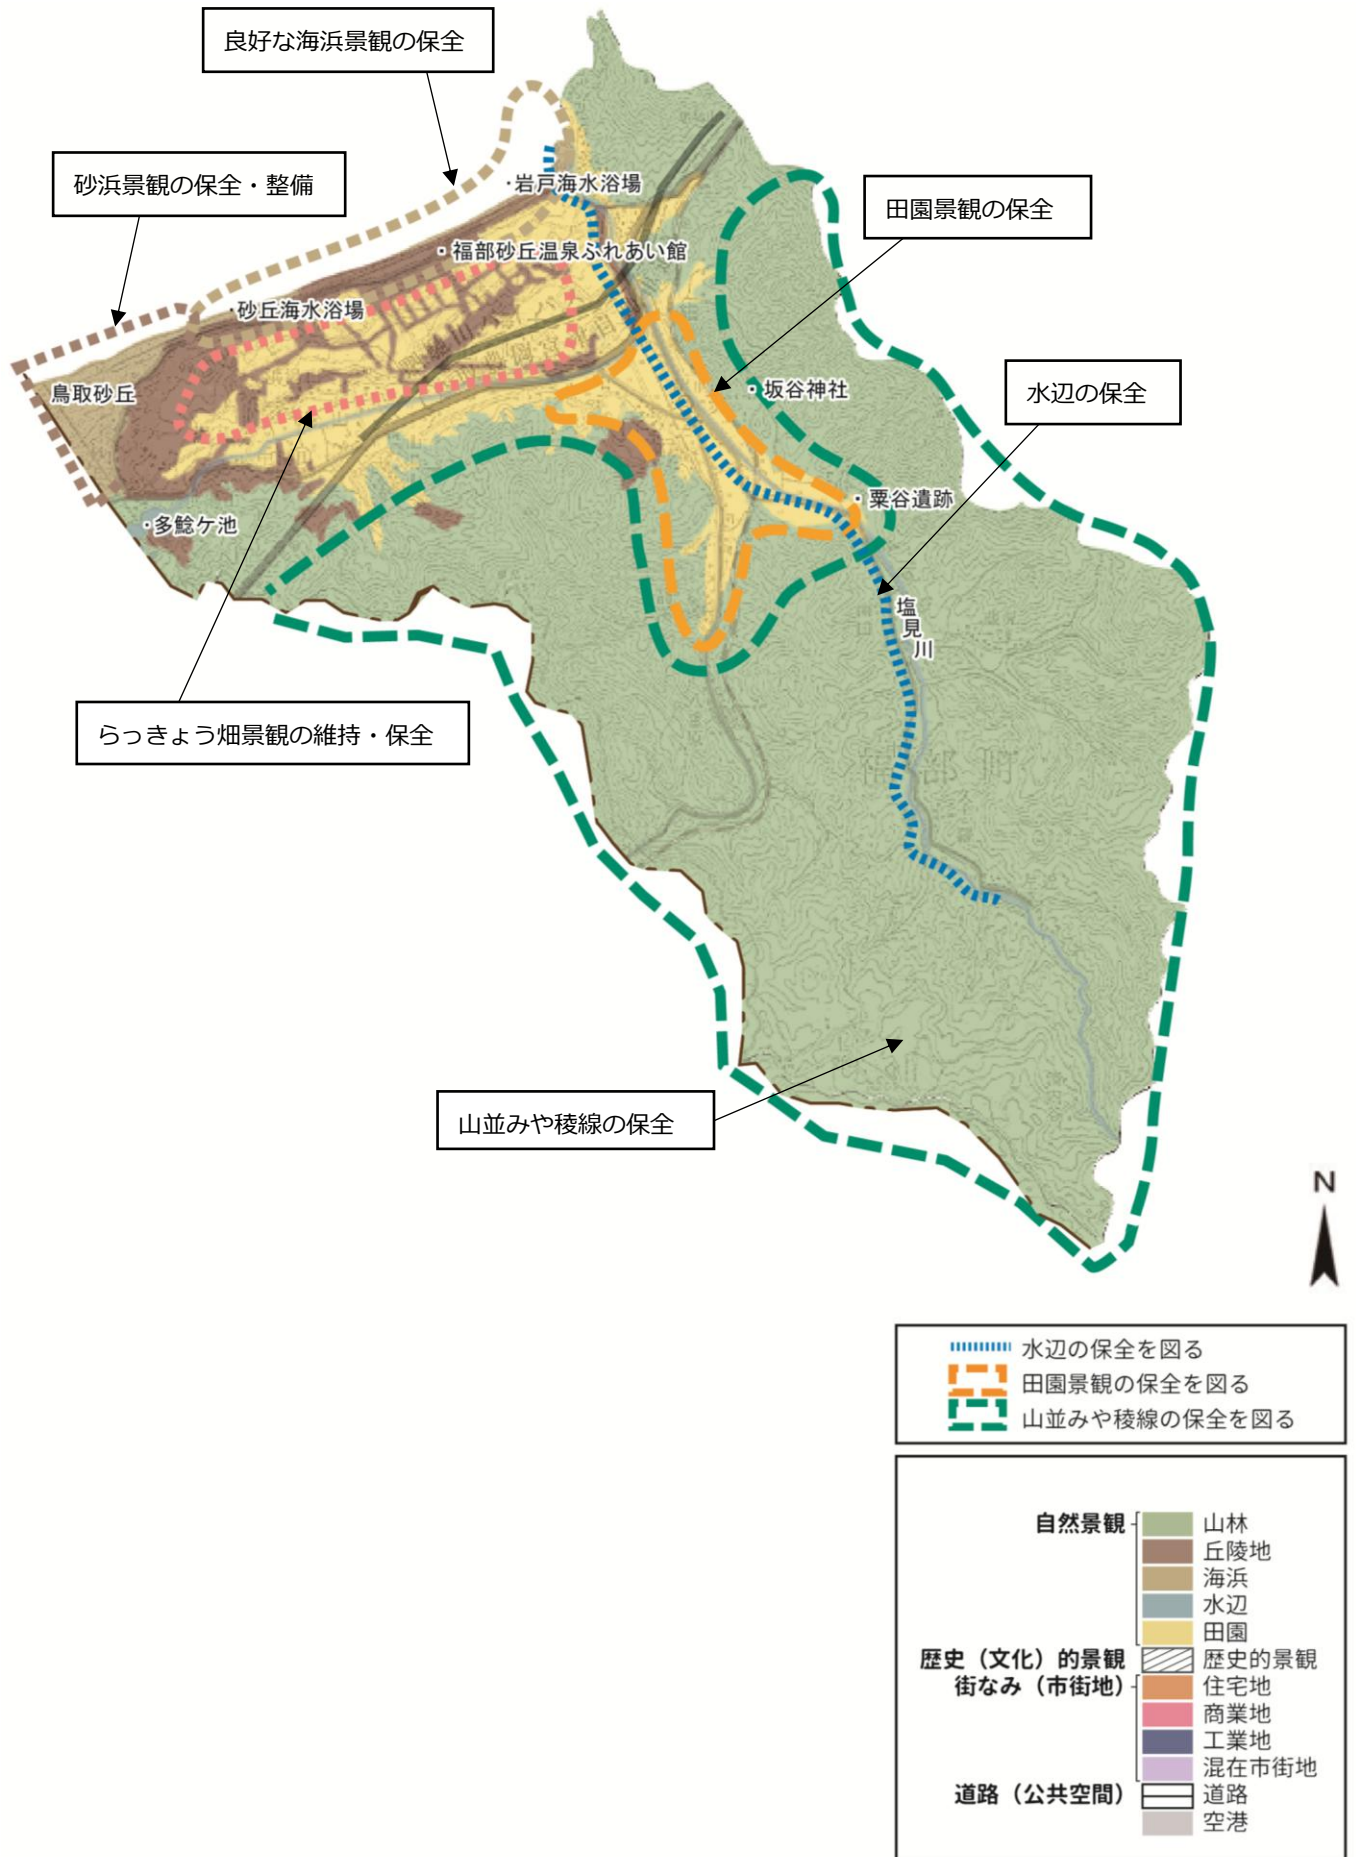 良好な海浜景観の保全
砂浜景観の保全・整備
・岩戸海水浴場
田園景観の保全
・福部砂丘温泉ふれあい館
・砂丘海水浴場
鳥取砂丘
・坂谷神社
水辺の保全
・粟谷遺跡
・多鯰ケ池
塩見川
らっきょう畑景観の維持・保全
福部町
山並みや稜線の保全
N
水辺の保全を図る
田園景観の保全を図る
山並みや稜線の保全を図る
自然景観
山林
丘陵地
海浜
水辺
田園
歴史（文化）的景観
歴史的景観
街なみ（市街地）
住宅地
商業地
工業地
混在市街地
道路（公共空間）
道路
空港